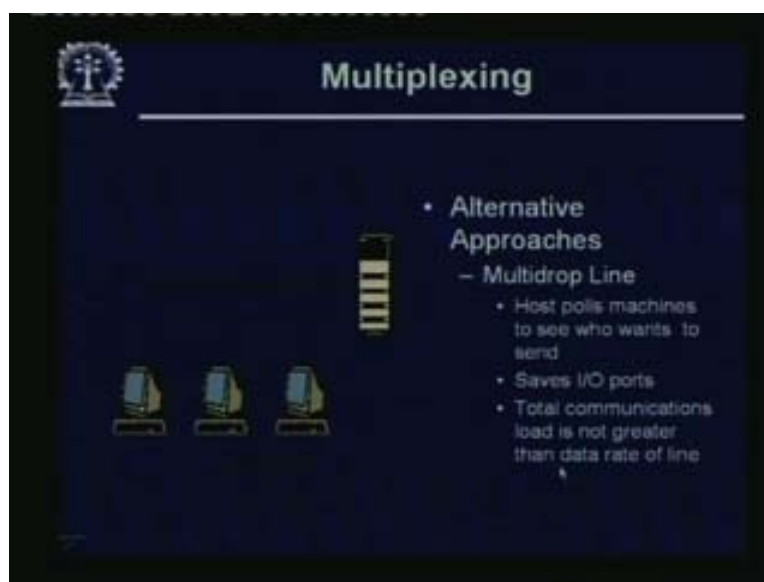 Multiplexing
• Alternative
Approaches
– Multidrop Line
• Host polls machines
to see who wants to
send
• Saves I/O ports
• Total communications
load is not greater
than data rate of line